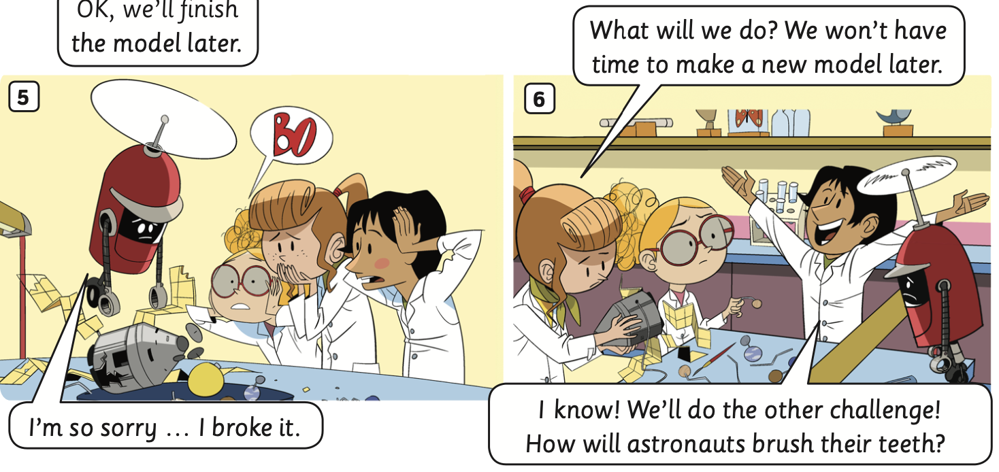 OK, we'll finish
the model later.
5
BO
I'm so sorry ... I broke it.
What will we do? We won't have
time to make a new model later.
6
I know! We'll do the other challenge!
How will astronauts brush their teeth?